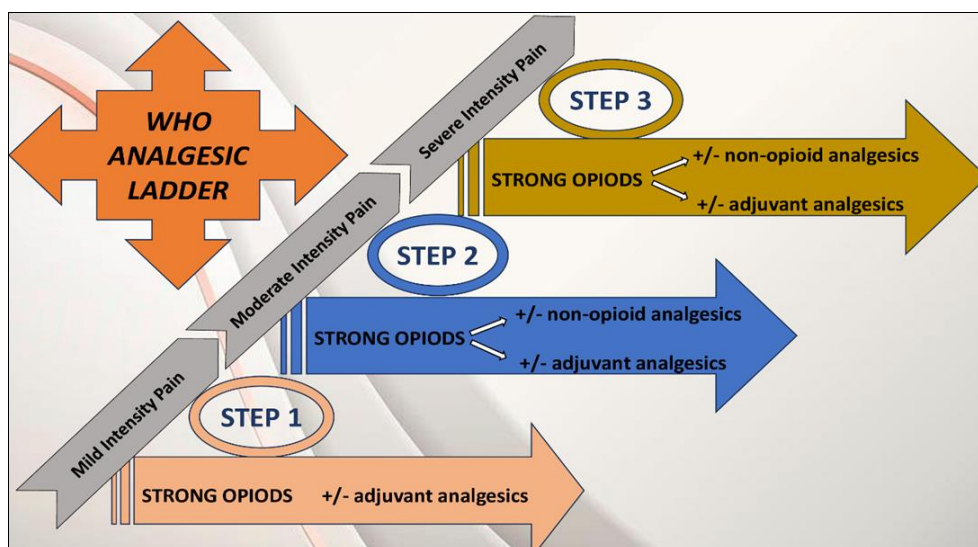 WHO
ANALGESIC
LADDER
Severe Intensity Pain
STEP 3
STRONG OPIODS
+/- non-opioid analgesics
+/- adjuvant analgesics
Moderate Intensity Pain
STEP 2
STRONG OPIODS
+/- non-opioid analgesics
+/- adjuvant analgesics
Mild Intensity Pain
STEP 1
STRONG OPIODS +/- adjuvant analgesics